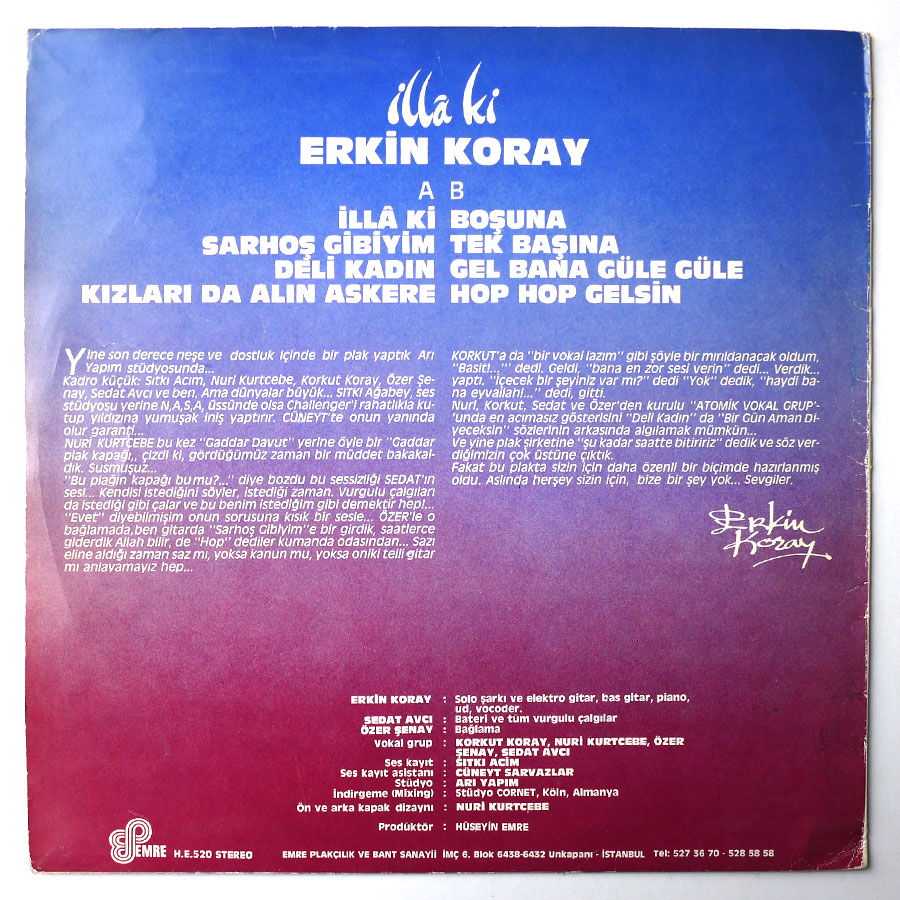 illâ ki
ERKİN KORAY
A B
İLLÂ Kİ
SARHOŞ GİBİYİM
DELİ KADIN
KIZLARI DA ALIN ASKERE
BOŞUNA
TEK BAŞINA
GEL BANA GÜLE GÜLE
HOP HOP GELSİN
Yine son derece neşe ve dostluk içinde bir plak yaptık Arı
Yapım stüdyosunda...
Kadro küçük: Sıtkı Acım, Nuri Kurtcebe, Korkut Koray, Özer Şe-
nay, Sedat Avcı ve ben. Ama dünyalar büyük... SITKI Ağabey, ses
stüdyosu yerine N,A,S,A, üssünde olsa Challenger'i rahatlıkla ku-
tup yıldızına yumuşak iniş yaptırır. CÜNEYT'te onun yanında
olur garanti...
NURİ KURTCEBE bu kez "Gaddar Davut" yerine öyle bir "Gaddar
plak kapağı,, çizdi ki, gördüğümüz zaman bir müddet bakakal-
dık. Susmuşuz...
"Bu plağın kapağı bu mu?..." diye bozdu bu sessizliği SEDAT'ın
sesi... Kendisi istediğini söyler, istediği zaman. Vurgulu çalgıları
da istediği gibi çalar ve bu benim istediğim gibi demektir hep!...
"Evet" diyebilmişim onun sorusuna kısık bir sesle... ÖZER'le o
bağlamada,ben gitarda "Sarhoş Gibiyim"e bir girdik, saatlerce
giderdik Allah bilir, de "Hop" dediler kumanda odasından... Sazı
eline aldığı zaman saz mı, yoksa kanun mu, yoksa oniki telli gitar
mı anlayamayız hep...
KORKUT'a da "bir vokal lazım" gibi şöyle bir mırıldanacak oldum,
"Basit!..."' dedi. Geldi, "bana en zor sesi verin" dedi... Verdik...
yaptı. "İçecek bir şeyiniz var mı?" dedi "Yok" dedik, "haydi ba-
na eyvallah!..." dedi, gitti.
Nuri, Korkut, Sedat ve Özer'den kurulu "ATOMİK VOKAL GRUP'
'unda en acımasız gösterisini "Deli Kadın" da "Bir Gün Aman Di-
yeceksin" sözlerinin arkasında algılamak mümkün...
Ve yine plak şirketine "şu kadar saatte bitiririz" dedik ve söz ver-
diğimizin çok üstüne çıktık.
Fakat bu plakta sizin için daha özenli bir biçimde hazırlanmış
oldu. Aslında herşey sizin için, bize bir şey yok... Sevgiler.
Erkin
Koray
ERKİN KORAY : Solo şarkı ve elektro gitar, bas gitar, piano,
ud, vocoder.
SEDAT AVCI : Bateri ve tüm vurgulu çalgılar
ÖZER ŞENAY : Bağlama
Vokal grup : KORKUT KORAY, NURİ KURTCEBE, ÖZER
ŞENAY, SEDAT AVCI
Ses kayıt : SITKI ACIM
Ses kayıt asistanı : CÜNEYT SARVAZLAR
Stüdyo : ARI YAPIM
İndirgeme (Mixing) : Stüdyo CORNET, Köln, Almanya
Ön ve arka kapak dizaynı : NURİ KURTCEBE
Prodüktör : HÜSEYİN EMRE
EMRE H.E.520 STEREO EMRE PLAKÇILIK VE BANT SANAYİİ İMÇ 6. Blok 6438-6432 Unkapanı - İSTANBUL Tel: 527 36 70 - 528 58 58